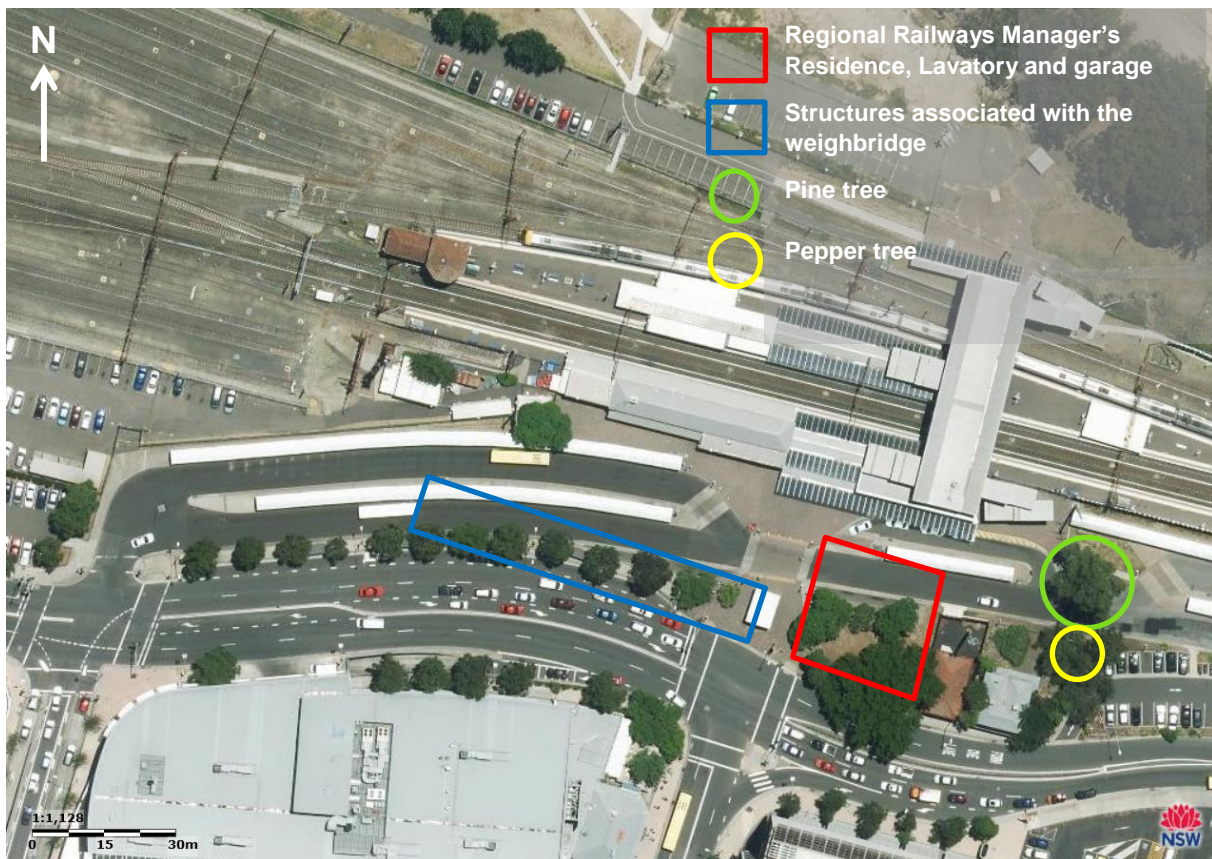 N
Regional Railways Manager’s
Residence, Lavatory and garage
Structures associated with the
weighbridge
Pine tree
Pepper tree
1:1,128
0 15 30m
NSW